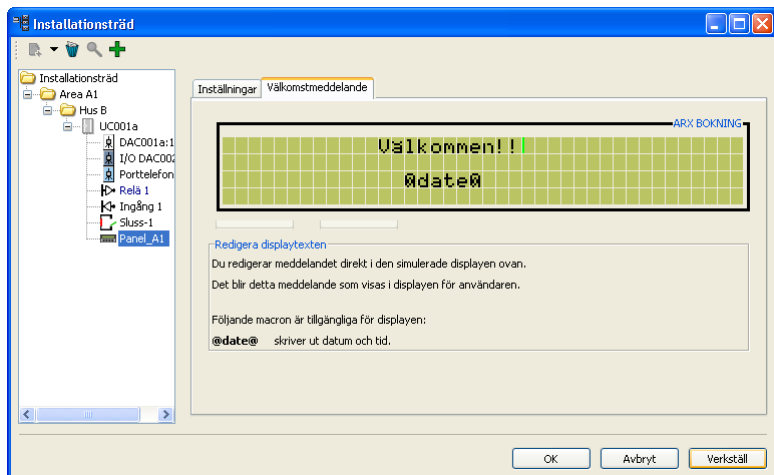 Installationsträd
Installationsträd
Area A1
Hus B
UC001a
DAC001a:1
I/O DAC002
Porttelefon
Relä 1
Ingång 1
Sluss-1
Panel_A1
Inställningar
Välkomstmeddelande
ARX BOKNING
Välkommen!!
@date@
Redigera displaytexten
Du redigerar meddelandet direkt i den simulerade displayen ovan.
Det blir detta meddelande som visas i displayen för användaren.
Följande macron är tillgängliga för displayen:
@date@ skriver ut datum och tid.
OK
Avbryt
Verkställ